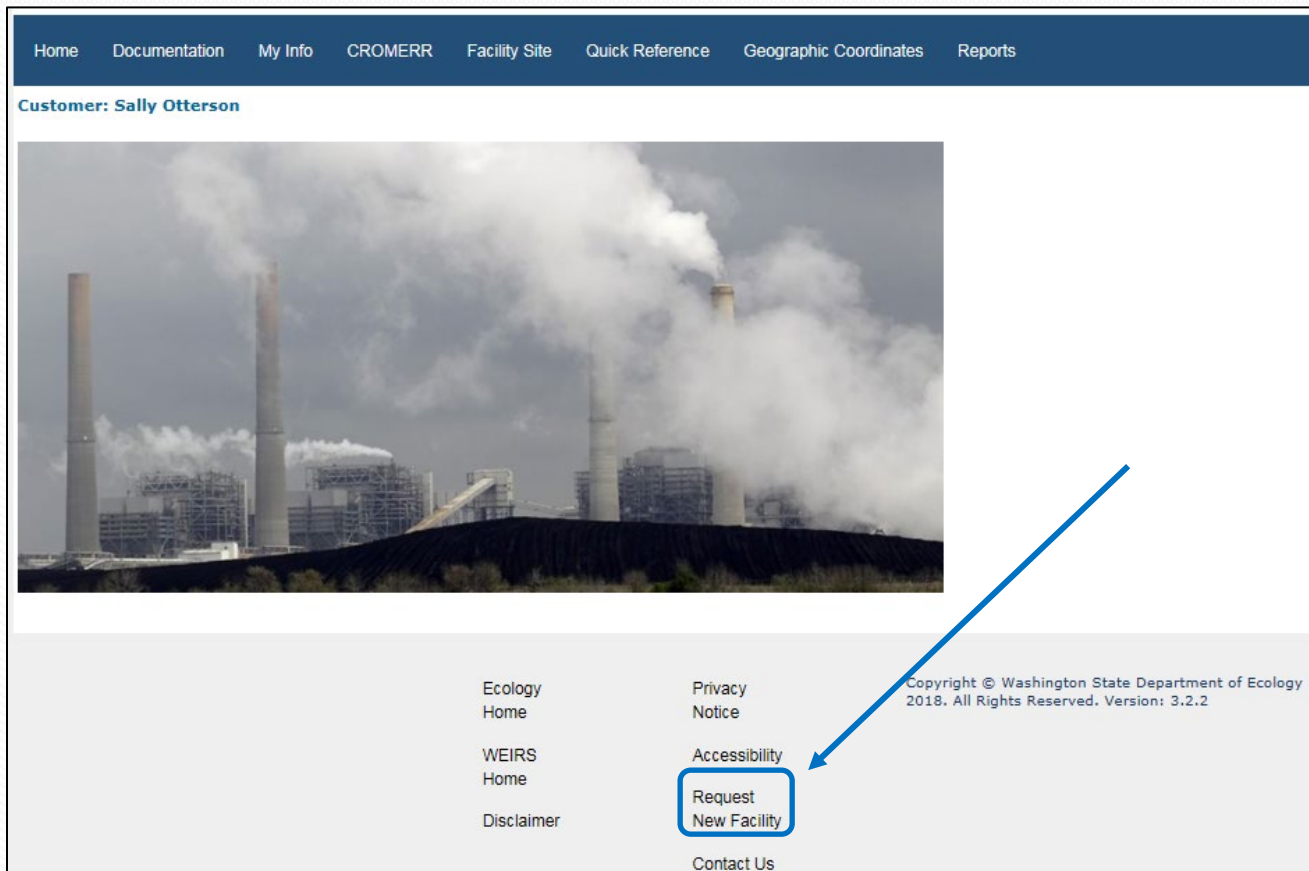 Home Documentation My Info CROMERR Facility Site Quick Reference Geographic Coordinates Reports
Customer: Sally Otterson
Ecology
Home
WEIRS
Home
Disclaimer
Privacy
Notice
Accessibility
Request
New Facility
Contact Us
Copyright © Washington State Department of Ecology
2018. All Rights Reserved. Version: 3.2.2